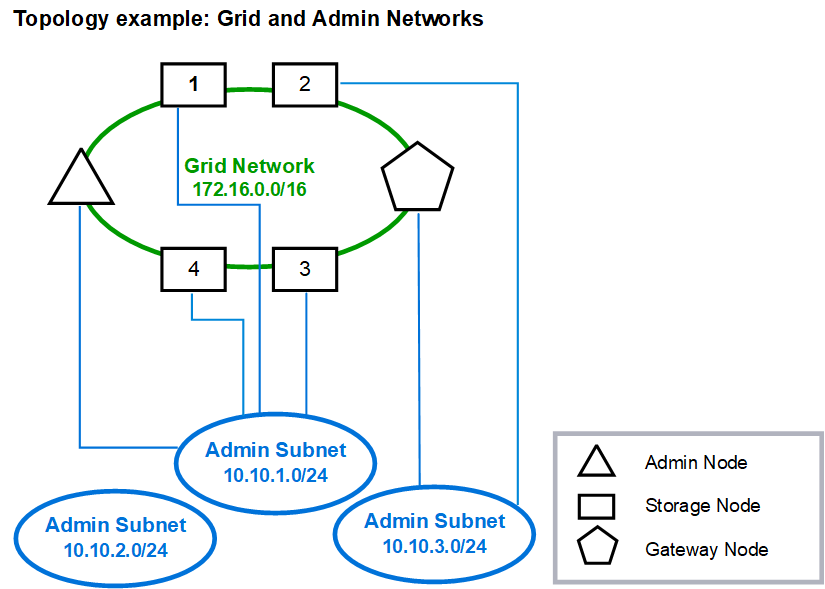 Topology example: Grid and Admin Networks
1
2
Grid Network
172.16.0.0/16
4
3
Admin Subnet
10.10.1.0/24
Admin Subnet
10.10.2.0/24
Admin Subnet
10.10.3.0/24
Admin Node
Storage Node
Gateway Node